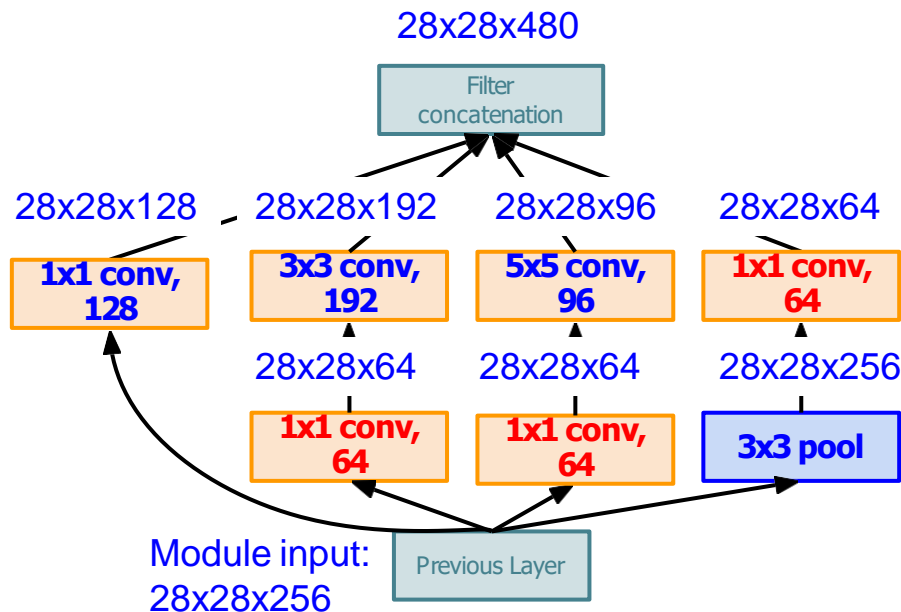 28x28x480
Filter
concatenation
28x28x128
28x28x192
28x28x96
28x28x64
1x1 conv,
128
3x3 conv,
192
5x5 conv,
96
1x1 conv,
64
28x28x64
28x28x64
28x28x256
1x1 conv,
64
1x1 conv,
64
3x3 pool
Module input:
28x28x256
Previous Layer